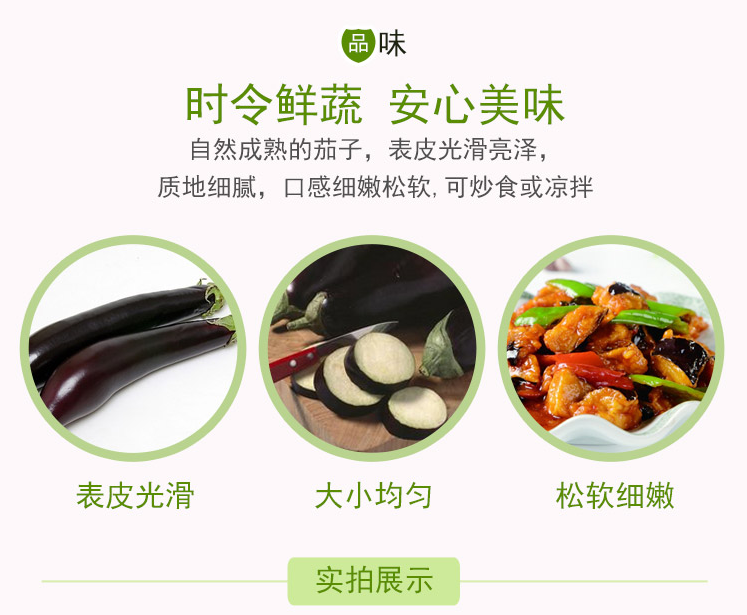 品味
时令鲜蔬 安心美味
自然成熟的茄子，表皮光滑亮泽，
质地细腻，口感细嫩松软,可炒食或凉拌
表皮光滑
大小均匀
松软细嫩
实拍展示